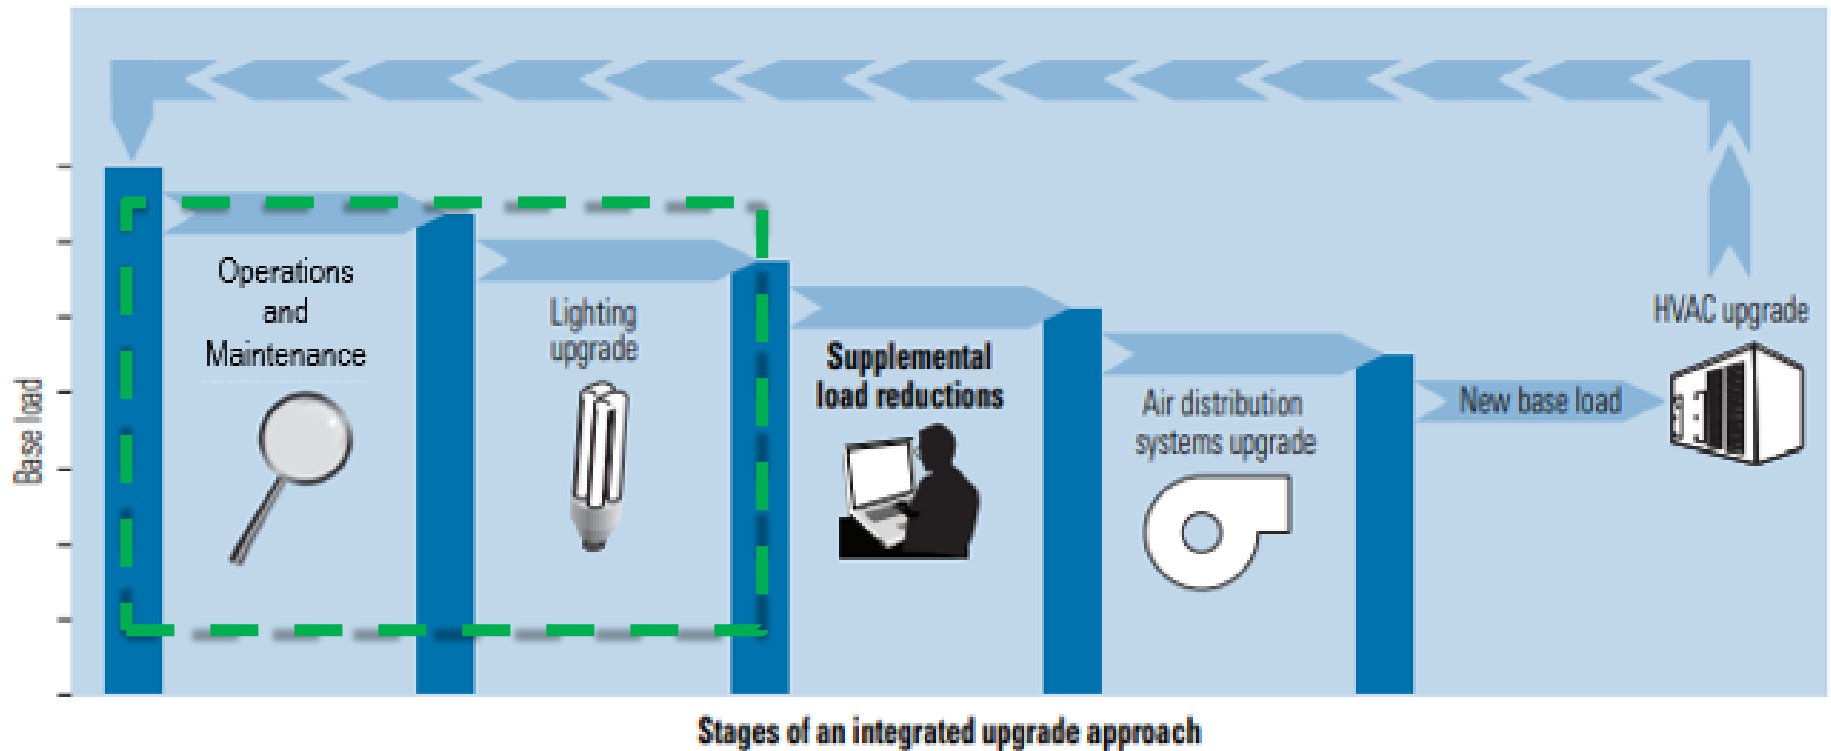 Base load
Operations
and
Maintenance
Lighting
upgrade
Supplemental
load reductions
Air distribution
systems upgrade
New base load
HVAC upgrade
Stages of an integrated upgrade approach